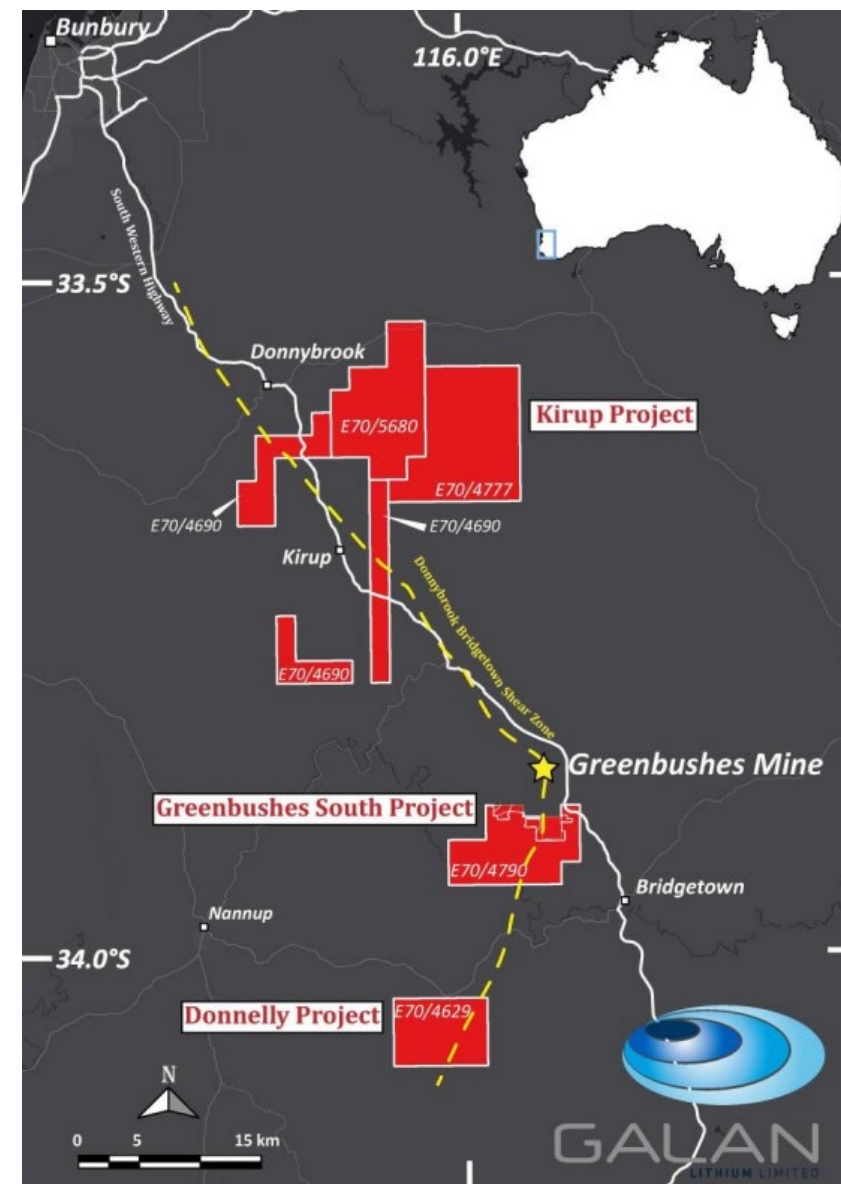 Bunbury
116.0°E
South Western Highway
33.5°S
Donnybrook
E70/5680
Kirup Project
E70/4777
E70/4690
E70/4690
Kirup
Donnybrook Bridgetown Shear Zone
E70/4690
Greenbushes Mine
Greenbushes South Project
E70/4790
Bridgetown
Nannup
34.0°S
E70/4629
Donnelly Project
N
0 5 15 km
GALAN
LITHIUM LIMITED